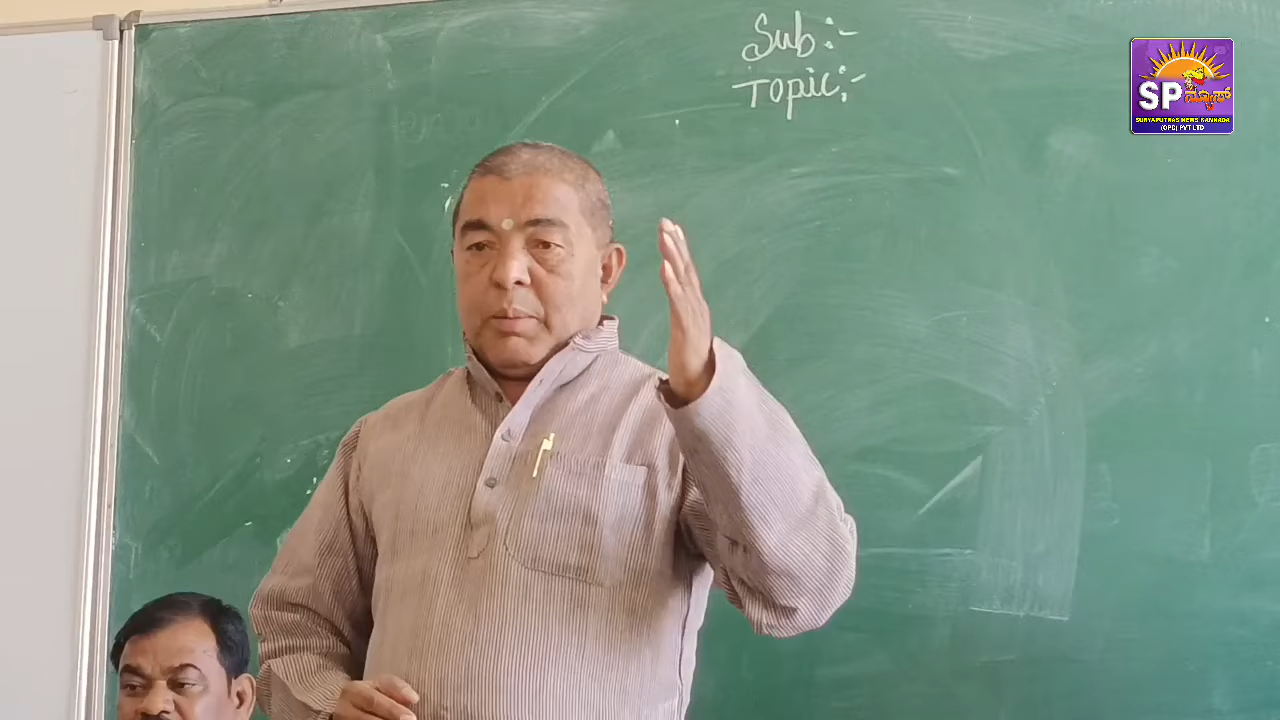 Sub :-
Topic :-
SP ನ್ಯೂಸ್
SURYAPUTRAS NEWS KANNADA
(OPC) PVT LTD